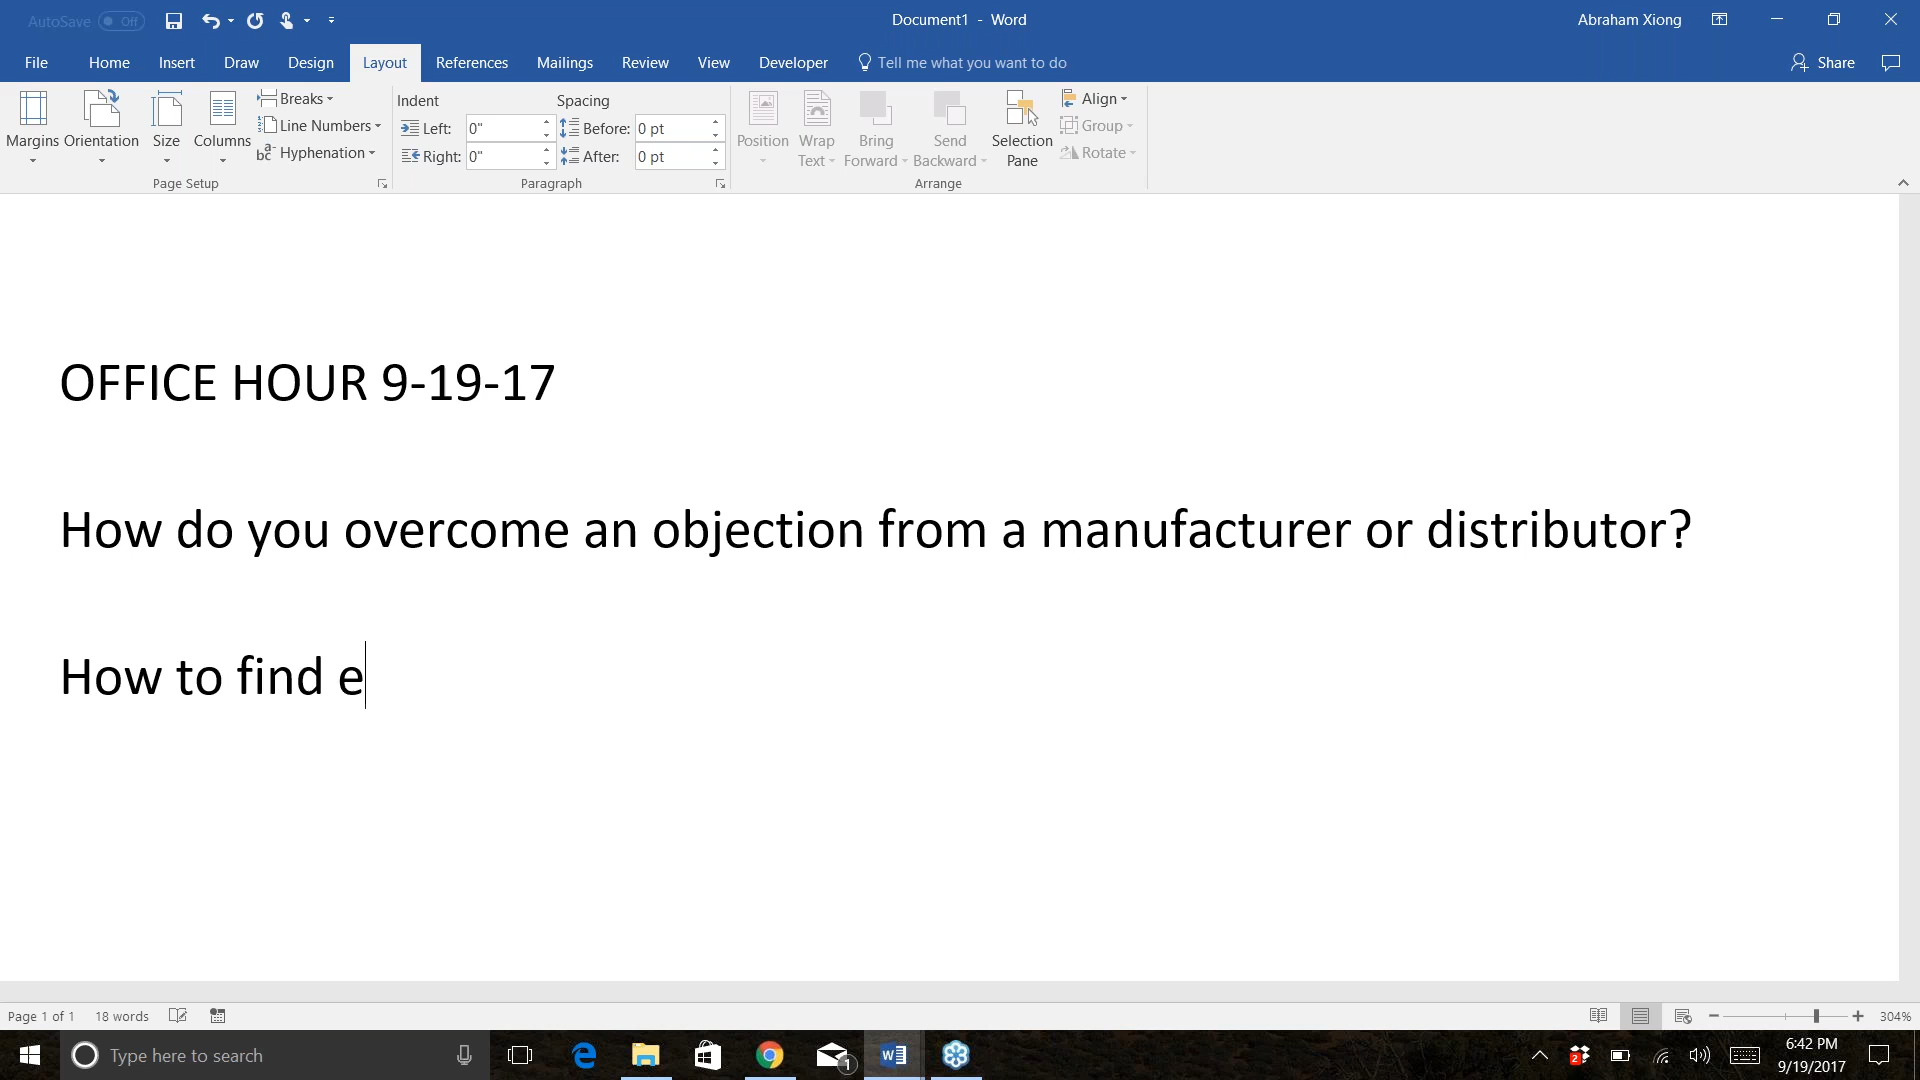 AutoSave Off Document1 - Word Abraham Xiong
File Home Insert Draw Design Layout References Mailings Review View Developer Tell me what you want to do Share
Margins Orientation Size Columns
Breaks
Line Numbers
Hyphenation
Page Setup
Indent Spacing
Left: 0" Before: 0 pt
Right: 0" After: 0 pt
Paragraph
Position Wrap Text Bring Forward Send Backward Selection Pane
Align
Group
Rotate
Arrange
OFFICE HOUR 9-19-17
How do you overcome an objection from a manufacturer or distributor?
How to find e
Page 1 of 1 18 words 304%
Type here to search 1 2 6:42 PM
9/19/2017